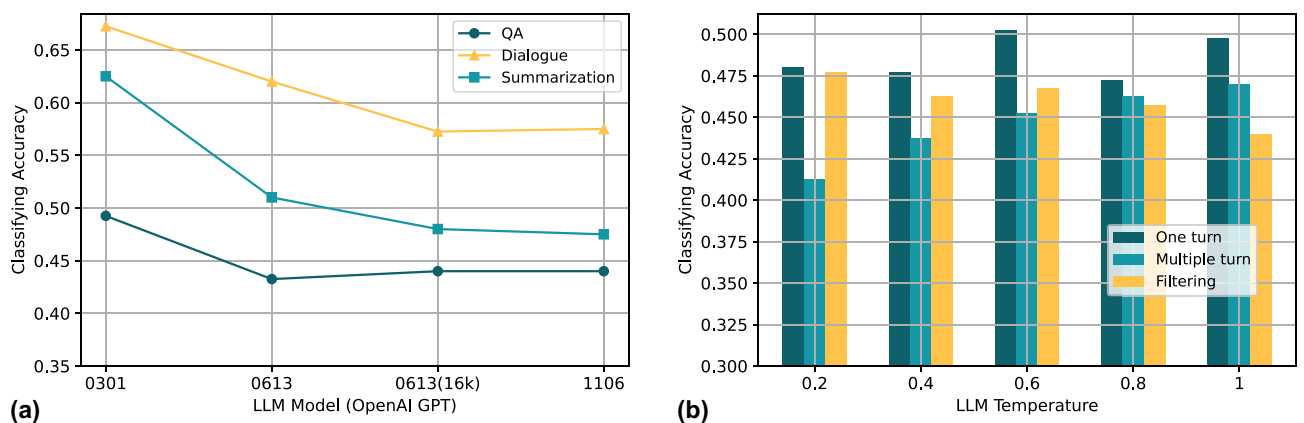 0.65
0.60
0.55
0.50
0.45
0.40
0.35
Classifying Accuracy
QA
Dialogue
Summarization
0301
0613
0613(16k)
1106
LLM Model (OpenAI GPT)
(a)
0.500
0.475
0.450
0.425
0.400
0.375
0.350
0.325
0.300
Classifying Accuracy
One turn
Multiple turn
Filtering
0.2
0.4
0.6
0.8
1
LLM Temperature
(b)